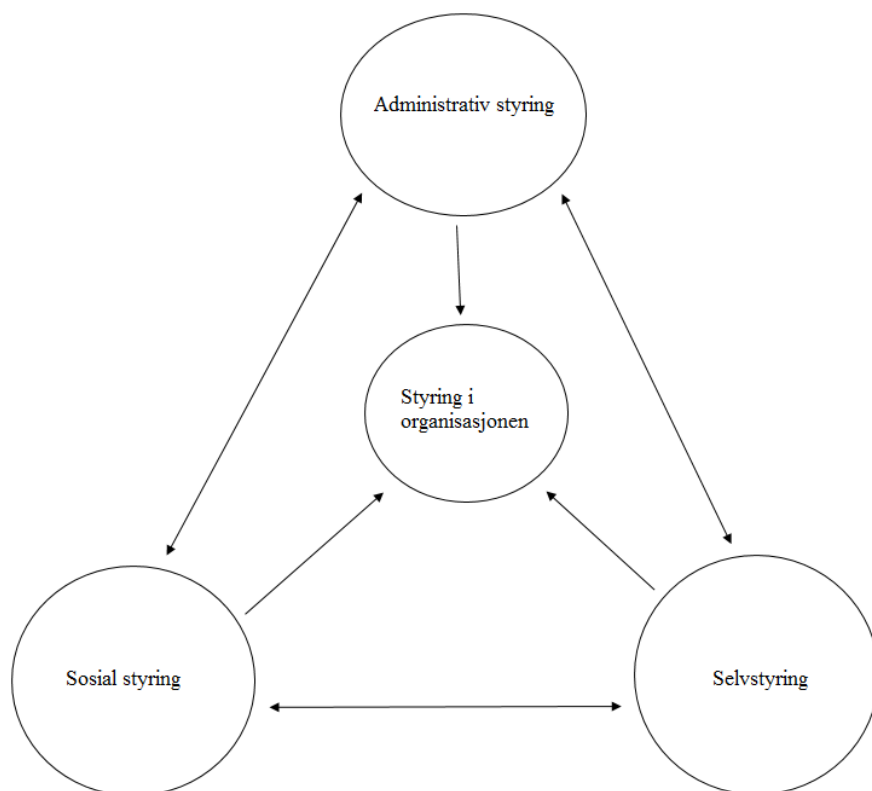 Administrativ styring
Styring i
organisasjonen
Sosial styring
Selvstyring